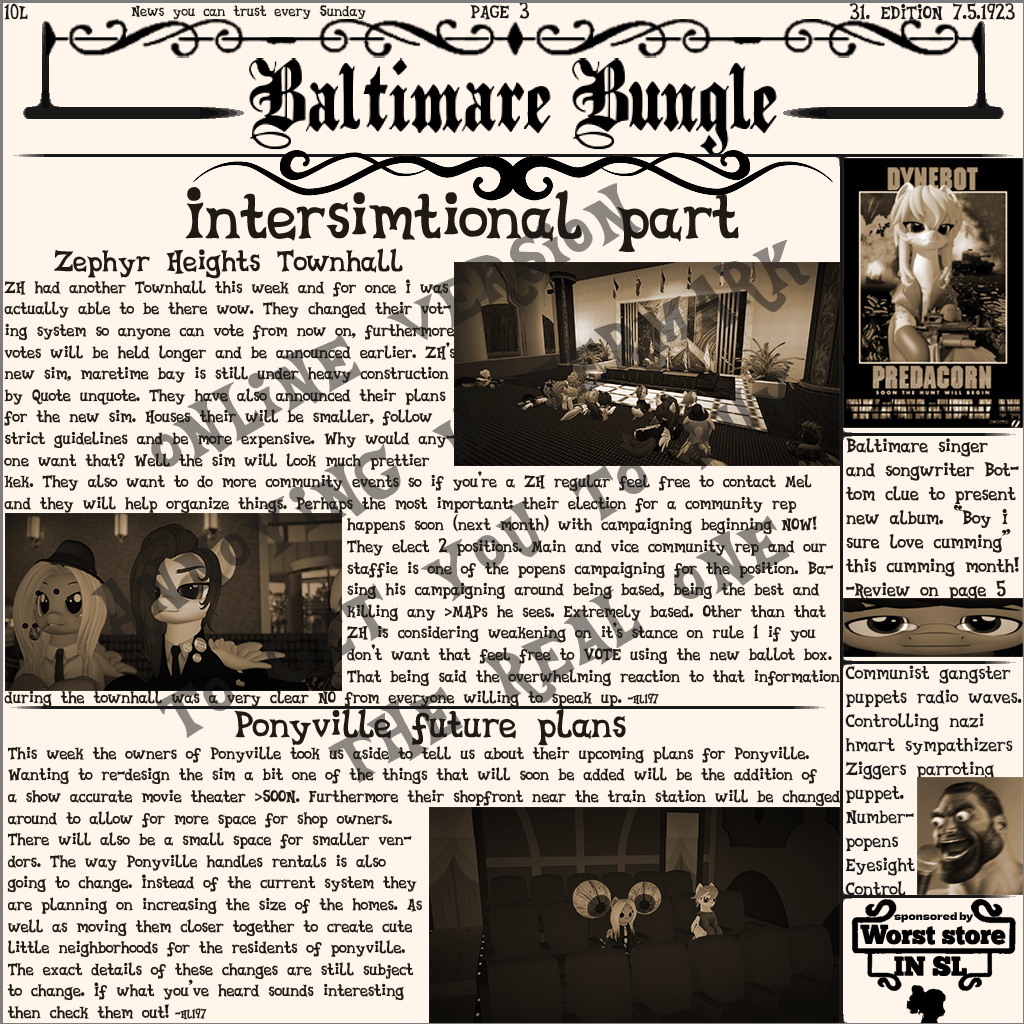 10L
News you can trust every Sunday
PAGE 3
31. EDITION 7.5.1923
Baltimare Bungle
intersimtional part
Zephyr Heights Townhall
ZH had another Townhall this week and for once i was
actually able to be there wow. They changed their vot-
ing system so anyone can vote from now on, furthermore
votes will be held longer and be announced earlier. ZH's
new sim, maretime bay is still under heavy construction
by Quote unquote. They have also announced their plans
for the new sim. Houses their will be smaller, follow
strict guidelines and be more expensive. Why would any
one want that? Well the sim will look much prettier
kek. They also want to do more community events so if you're a ZH regular feel free to contact Mel
and they will help organize things. Perhaps the most important; their election for a community rep
happens soon (next month) with campaigning beginning NOW!
They elect 2 positions. Main and vice community rep and our
staffie is one of the popens campaigning for the position. Ba-
sing his campaigning around being based, being the best and
killing any >MAPs he sees. Extremely based. Other than that
ZH is considering weakening on it's stance on rule 1 if you
don't want that feel free to VOTE using the new ballot box.
That being said the overwhelming reaction to that information
during the townhall was a very clear NO from everyone willing to speak up. -HL197
Ponyville future plans
This week the owners of Ponyville took us aside to tell us about their upcoming plans for Ponyville.
Wanting to re-design the sim a bit one of the things that will soon be added will be the addition of
a show accurate movie theater >SOON. Furthermore their shopfront near the train station will be changed
around to allow for more space for shop owners.
There will also be a small space for smaller ven-
dors. The way Ponyville handles rentals is also
going to change. instead of the current system they
are planning on increasing the size of the homes. As
well as moving them closer together to create cute
little neighborhoods for the residents of ponyville.
The exact details of these changes are still subject
to change. if what you've heard sounds interesting
then check them out! -HL197
DYNEBOT
PREDACORN
SOON THE HUNT WILL BEGIN
Baltimare singer
and songwriter Bot-
tom clue to present
new album. "Boy i
sure love cumming"
this cumming month!
-Review on page 5
Communist gangster
puppets radio waves.
Controlling nazi
hmart sympathizers
Ziggers parroting
puppet.
Number-
popens
Eyesight
Control
sponsored by
Worst store
IN SL
ONLINE VERSION
ANNOYING WATERMARK
TO GET YOU TO
THE REAL ONE